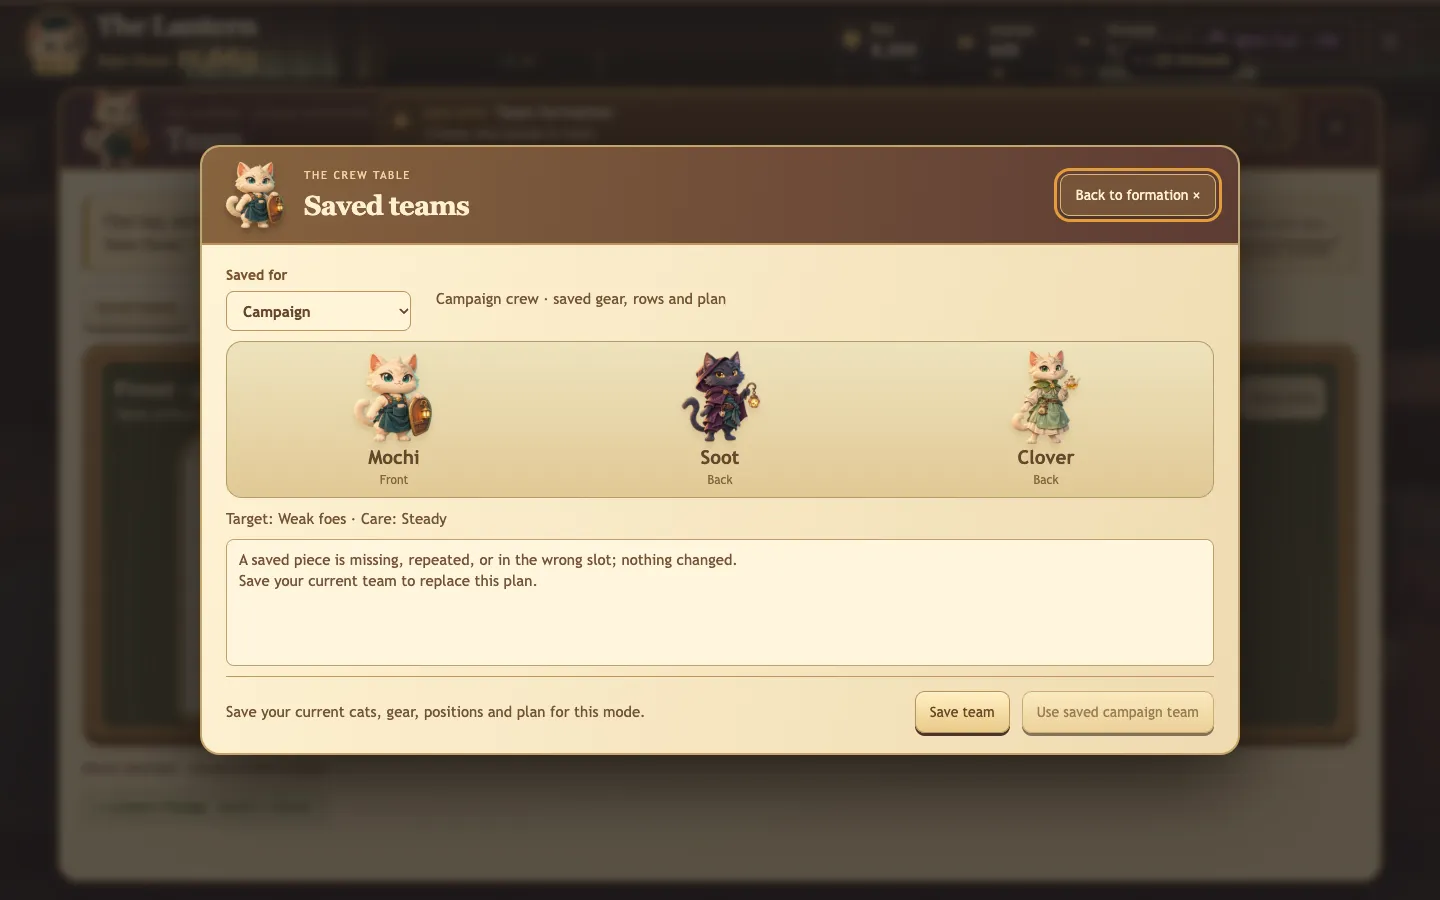 The Lantern
THE CREW TABLE
Saved teams
Back to formation ×
Saved for
Campaign
Campaign crew · saved gear, rows and plan
Mochi
Front
Soot
Back
Clover
Back
Target: Weak foes · Care: Steady
A saved piece is missing, repeated, or in the wrong slot; nothing changed.
Save your current team to replace this plan.
Save your current cats, gear, positions and plan for this mode.
Save team
Use saved campaign team